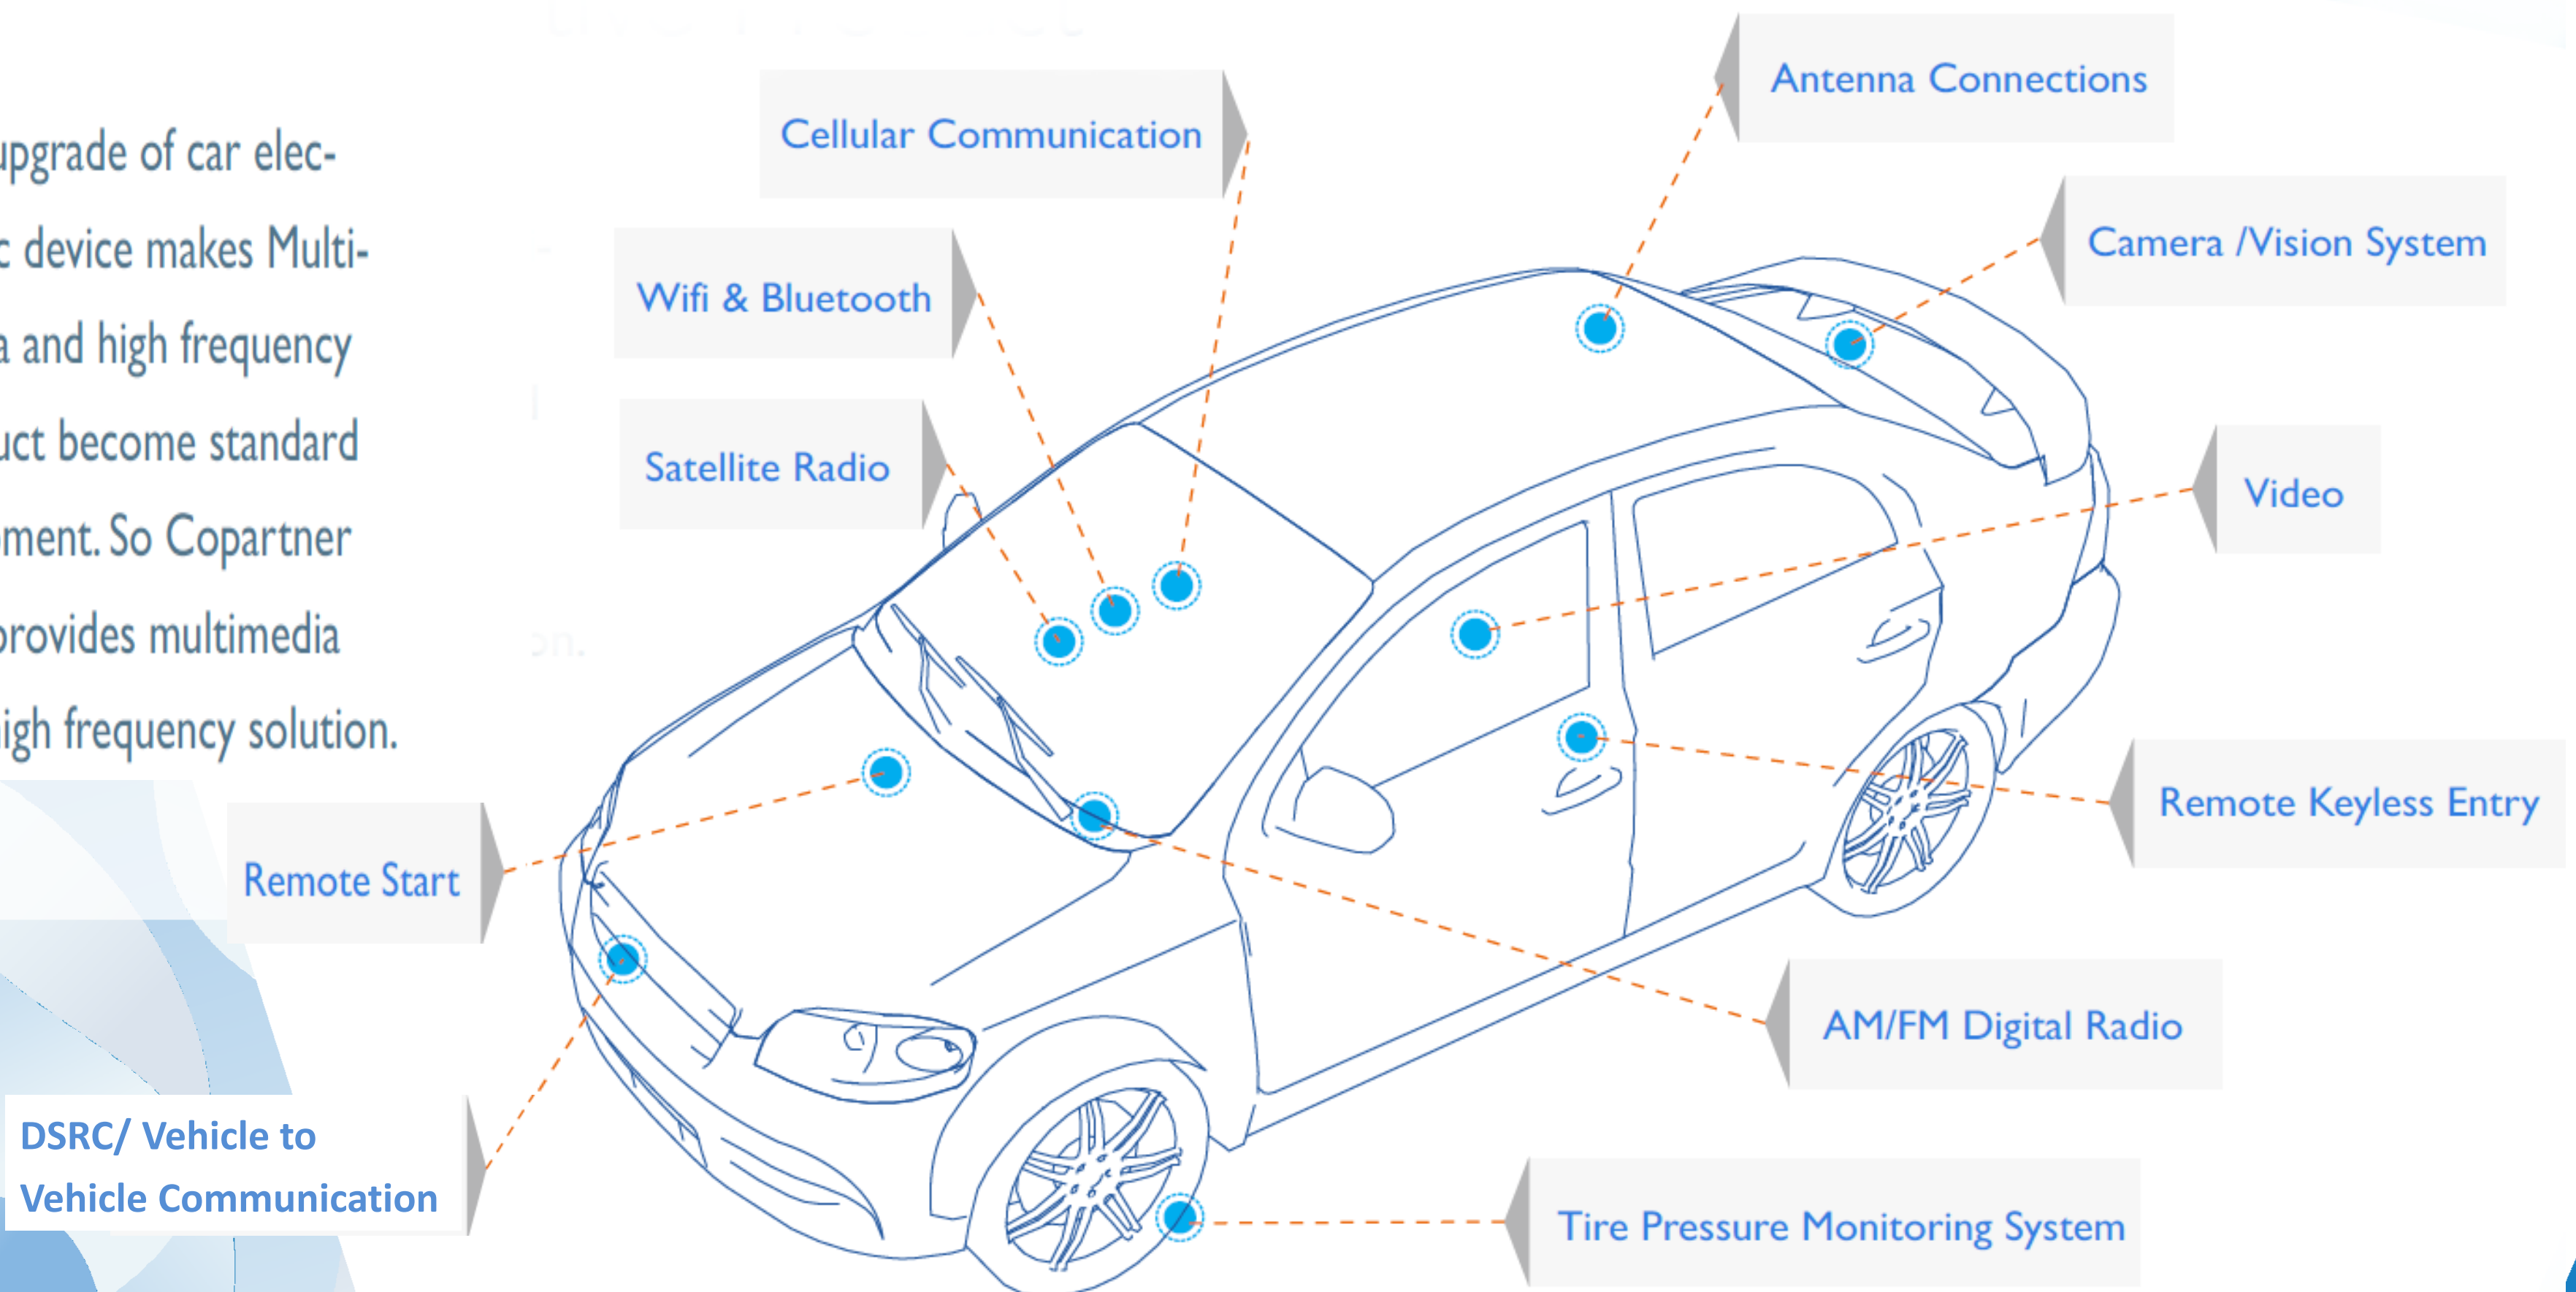 upgrade of car elec-
c device makes Multi-
a and high frequency
uct become standard
ment. So Copartner
provides multimedia
high frequency solution.
Antenna Connections
Cellular Communication
Camera /Vision System
Wifi & Bluetooth
Satellite Radio
Video
Remote Keyless Entry
Remote Start
AM/FM Digital Radio
DSRC/ Vehicle to
Vehicle Communication
Tire Pressure Monitoring System